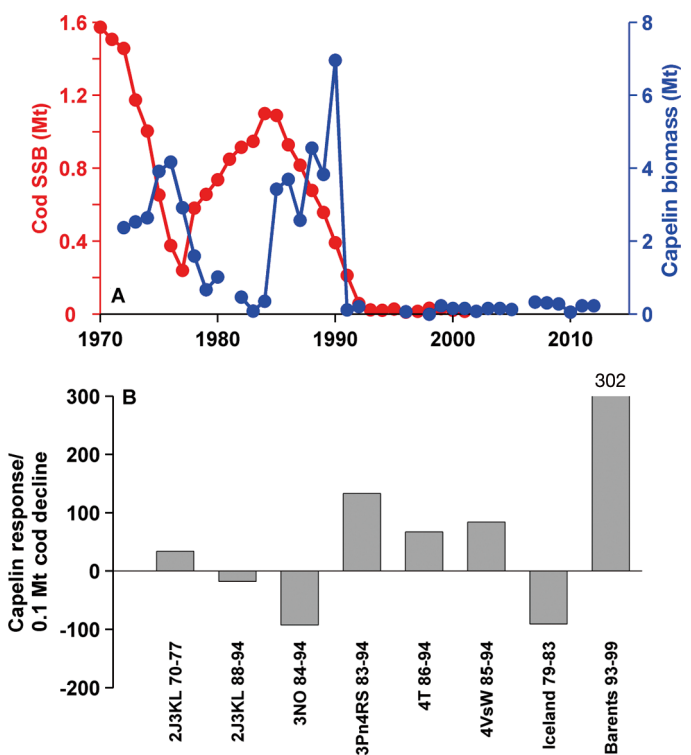 1.6
1.2
0.8
0.4
0
Cod SSB (Mt)
A
8
6
4
2
0
Capelin biomass (Mt)
1970 1980 1990 2000 2010
B
302
300
200
100
0
-100
-200
Capelin response/
0.1 Mt cod decline
2J3KL 70-77
2J3KL 88-94
3NO 84-94
3Pn4RS 83-94
4T 86-94
4VsW 85-94
Iceland 79-83
Barents 93-99